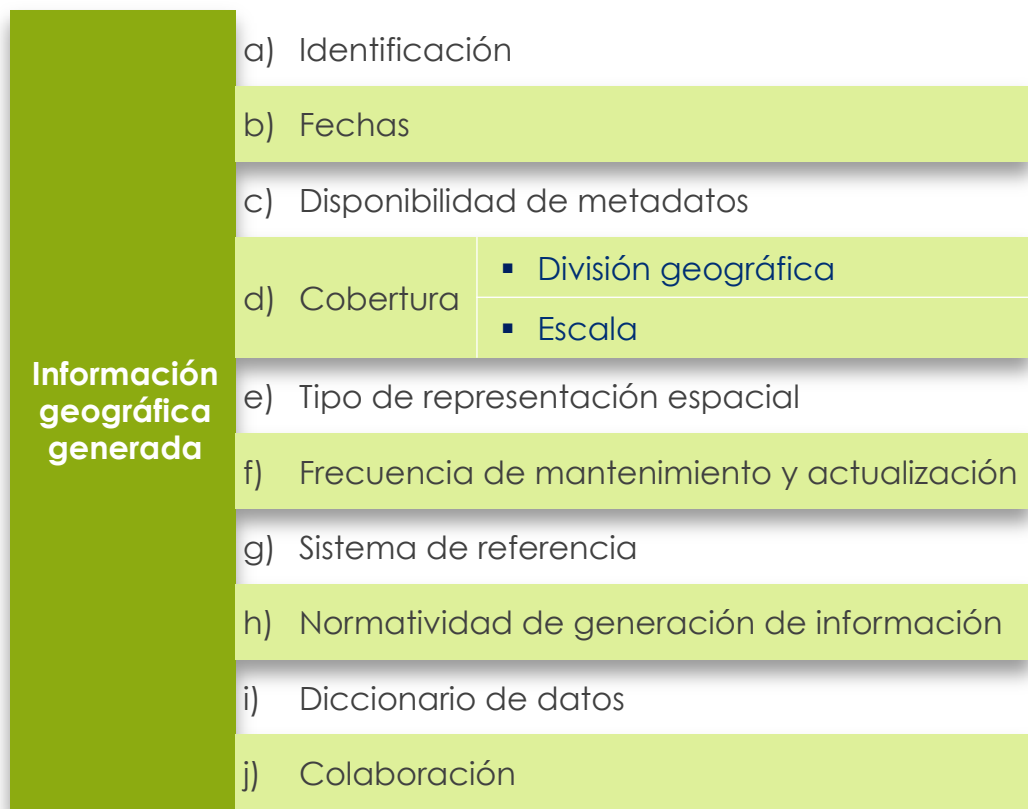 Información
geográfica
generada
a) Identificación
b) Fechas
c) Disponibilidad de metadatos
d) Cobertura
▪ División geográfica
▪ Escala
e) Tipo de representación espacial
f) Frecuencia de mantenimiento y actualización
g) Sistema de referencia
h) Normatividad de generación de información
i) Diccionario de datos
j) Colaboración